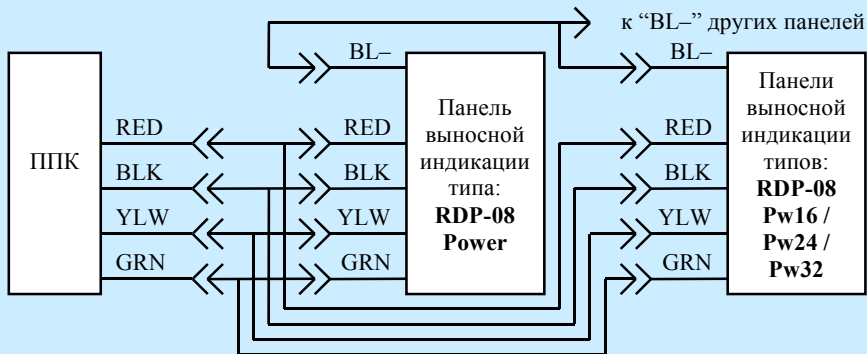 к “BL–” других панелей
BL–
BL–
ППК
RED
BLK
YLW
GRN
RED
BLK
YLW
GRN
Панель
выносной
индикации
типа:
RDP-08
Power
RED
BLK
YLW
GRN
Панели
выносной
индикации
типов:
RDP-08
Pw16 /
Pw24 /
Pw32